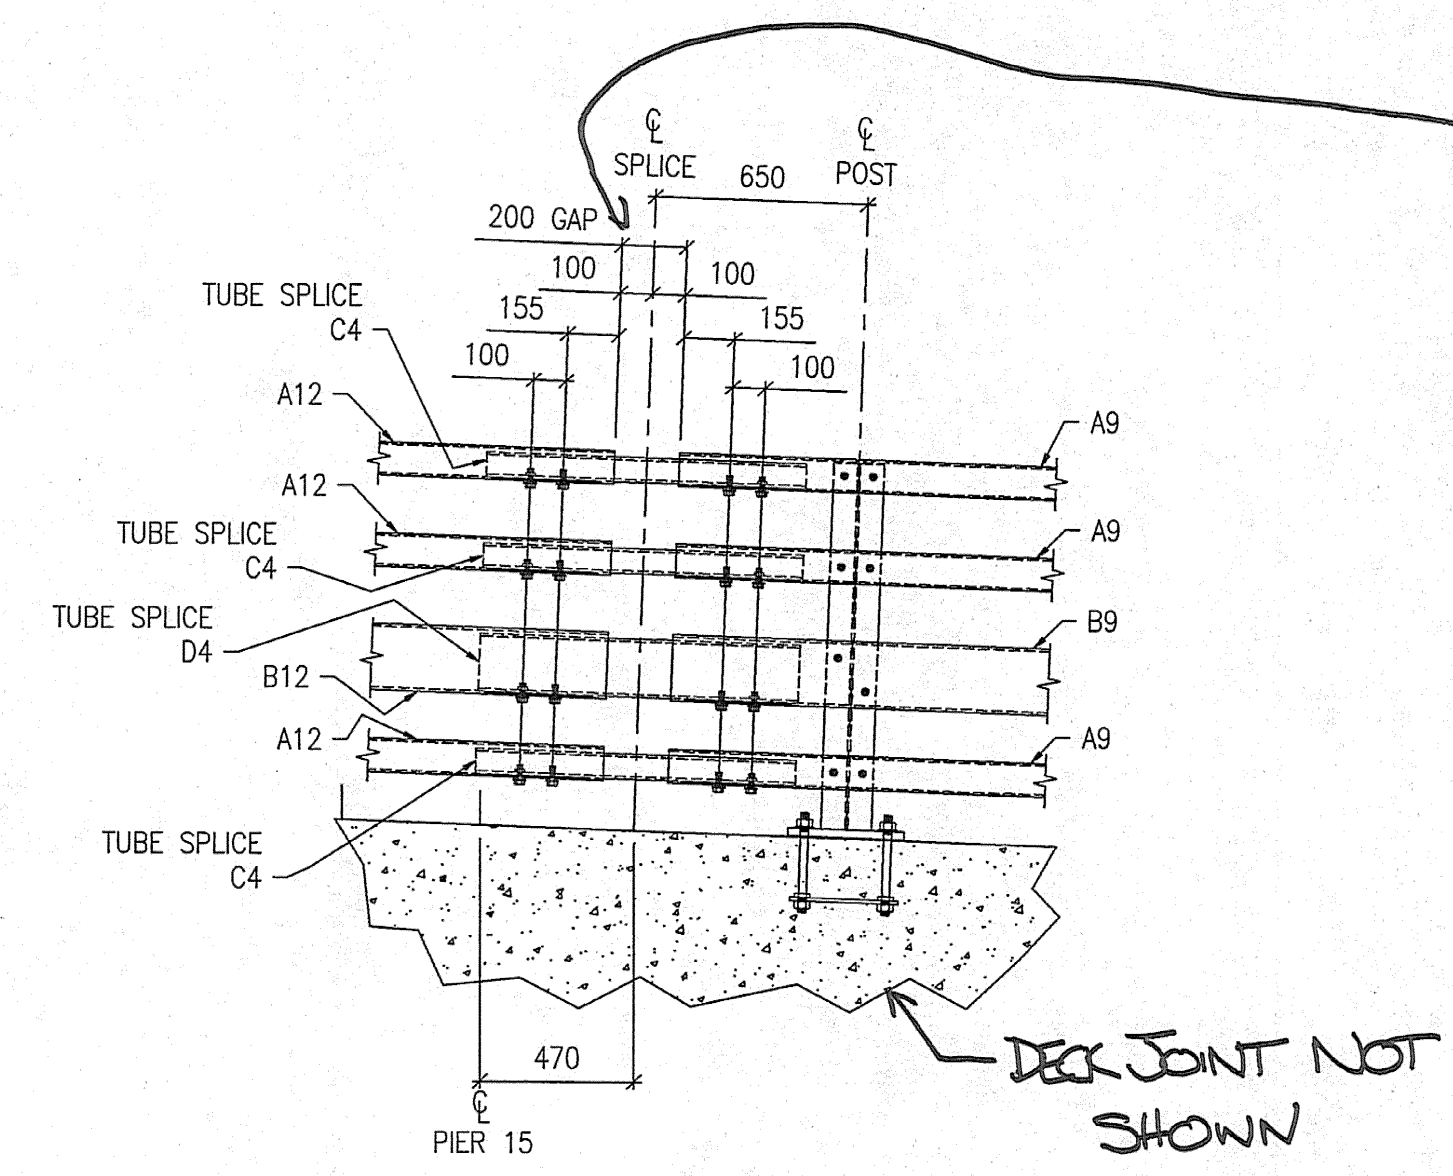 ℄
SPLICE
℄
POST
650
200 GAP
100
100
155
155
100
100
TUBE SPLICE
C4
A12
A9
A12
A9
TUBE SPLICE
C4
TUBE SPLICE
D4
B9
B12
A12
A9
TUBE SPLICE
C4
470
℄
PIER 15
DECK JOINT NOT
SHOWN